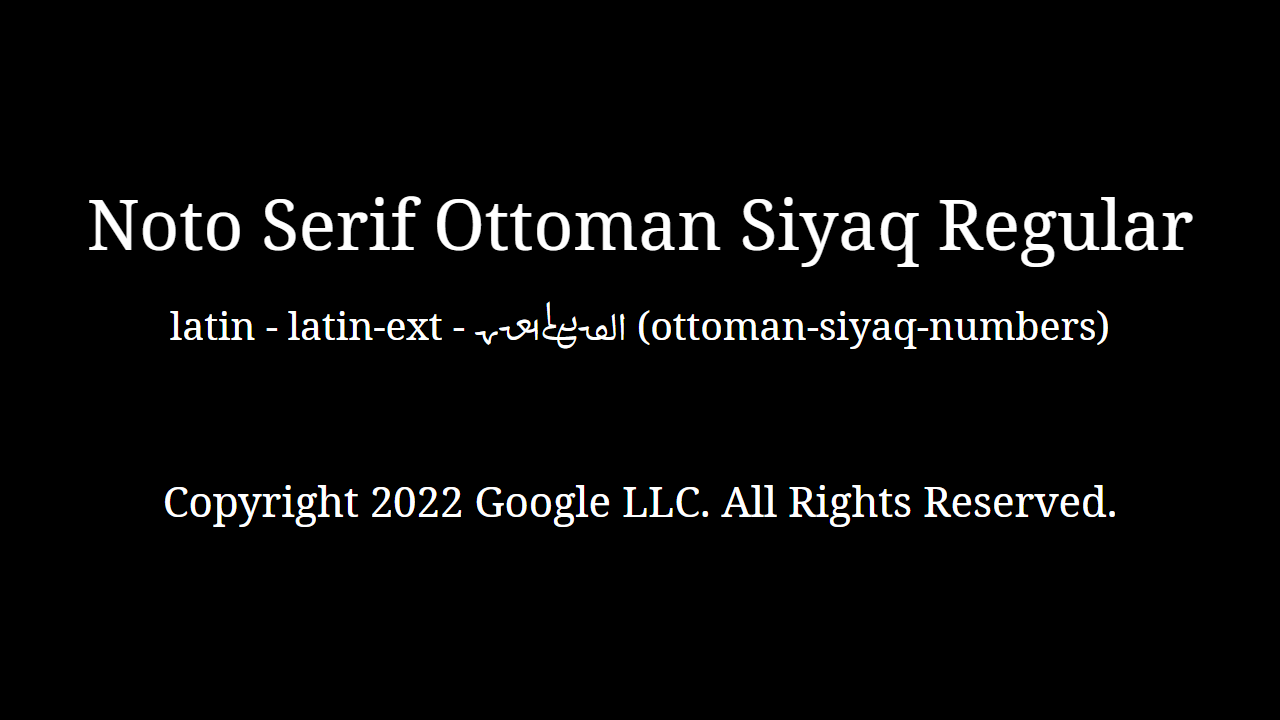 Noto Serif Ottoman Siyaq Regular
latin - latin-ext - (ottoman-siyaq-numbers)
Copyright 2022 Google LLC. All Rights Reserved.